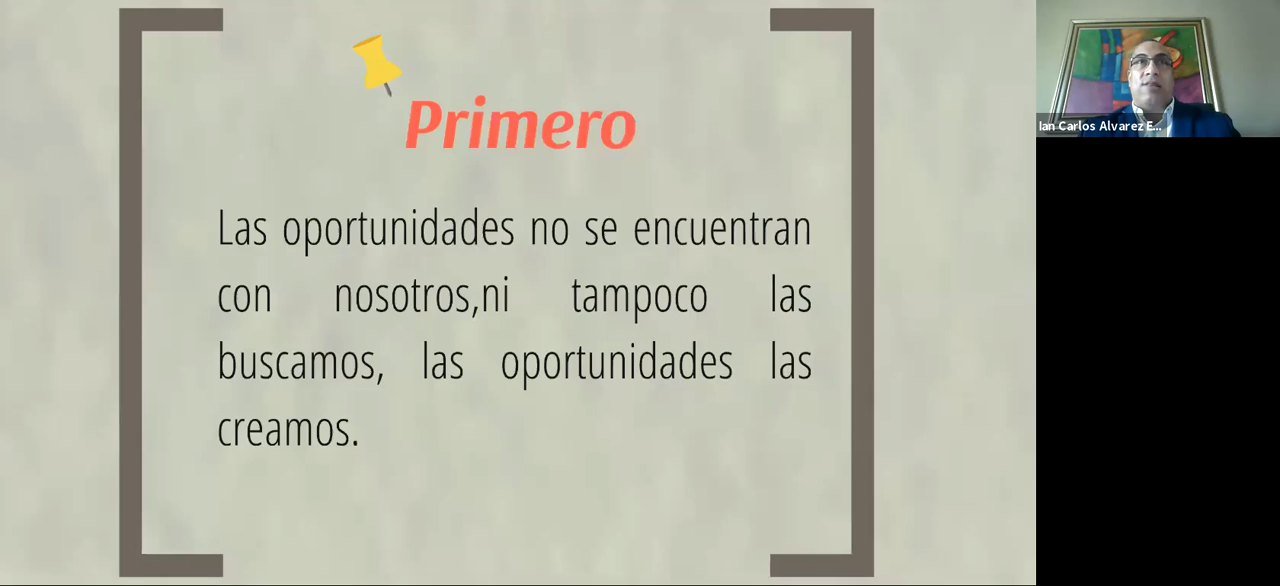 Primero
Las oportunidades no se encuentran
con nosotros,ni tampoco las
buscamos, las oportunidades las
creamos.
Ian Carlos Alvarez E...